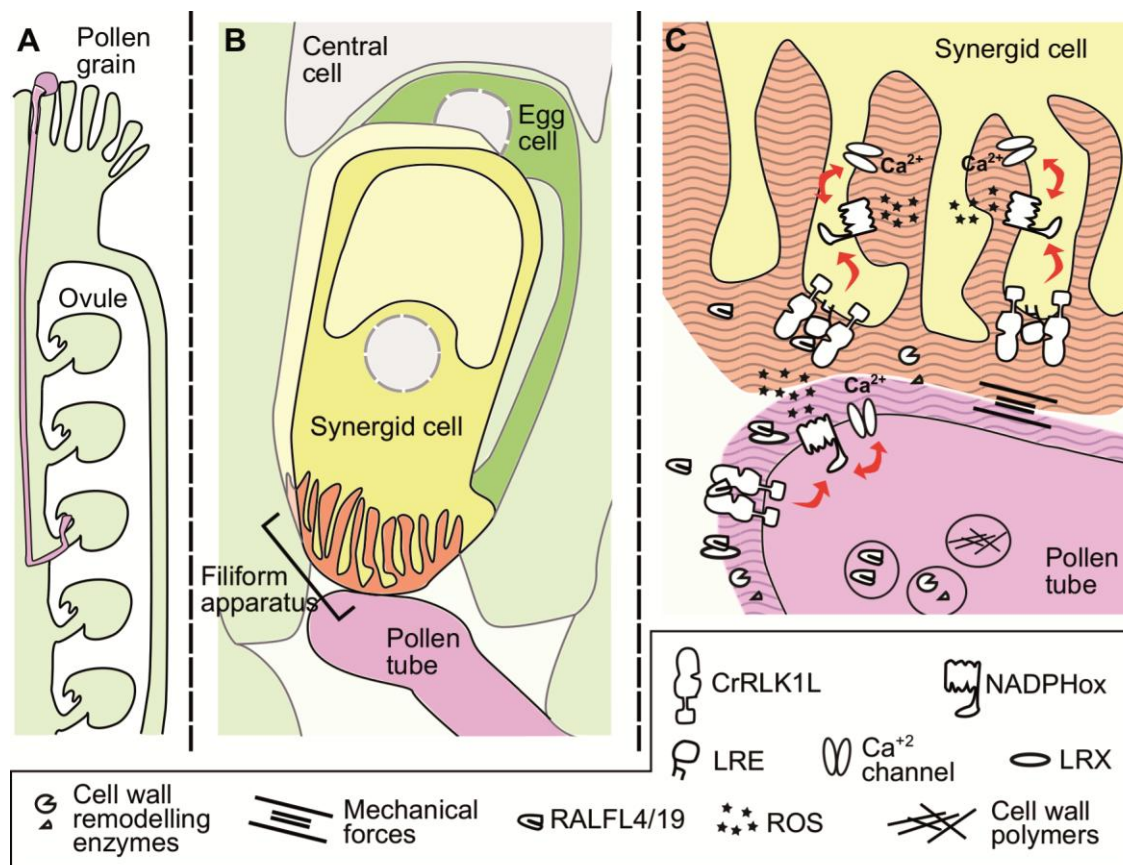 A
Pollen
grain
Ovule
B
Central
cell
Egg
cell
Synergid cell
Filiform
apparatus
Pollen
tube
C
Synergid cell
Ca2+
Ca2+
Ca2+
Pollen
tube
CrRLK1L
NADPHox
LRE
Ca+2
channel
LRX
Cell wall
remodelling
enzymes
Mechanical
forces
RALFL4/19
ROS
Cell wall
polymers